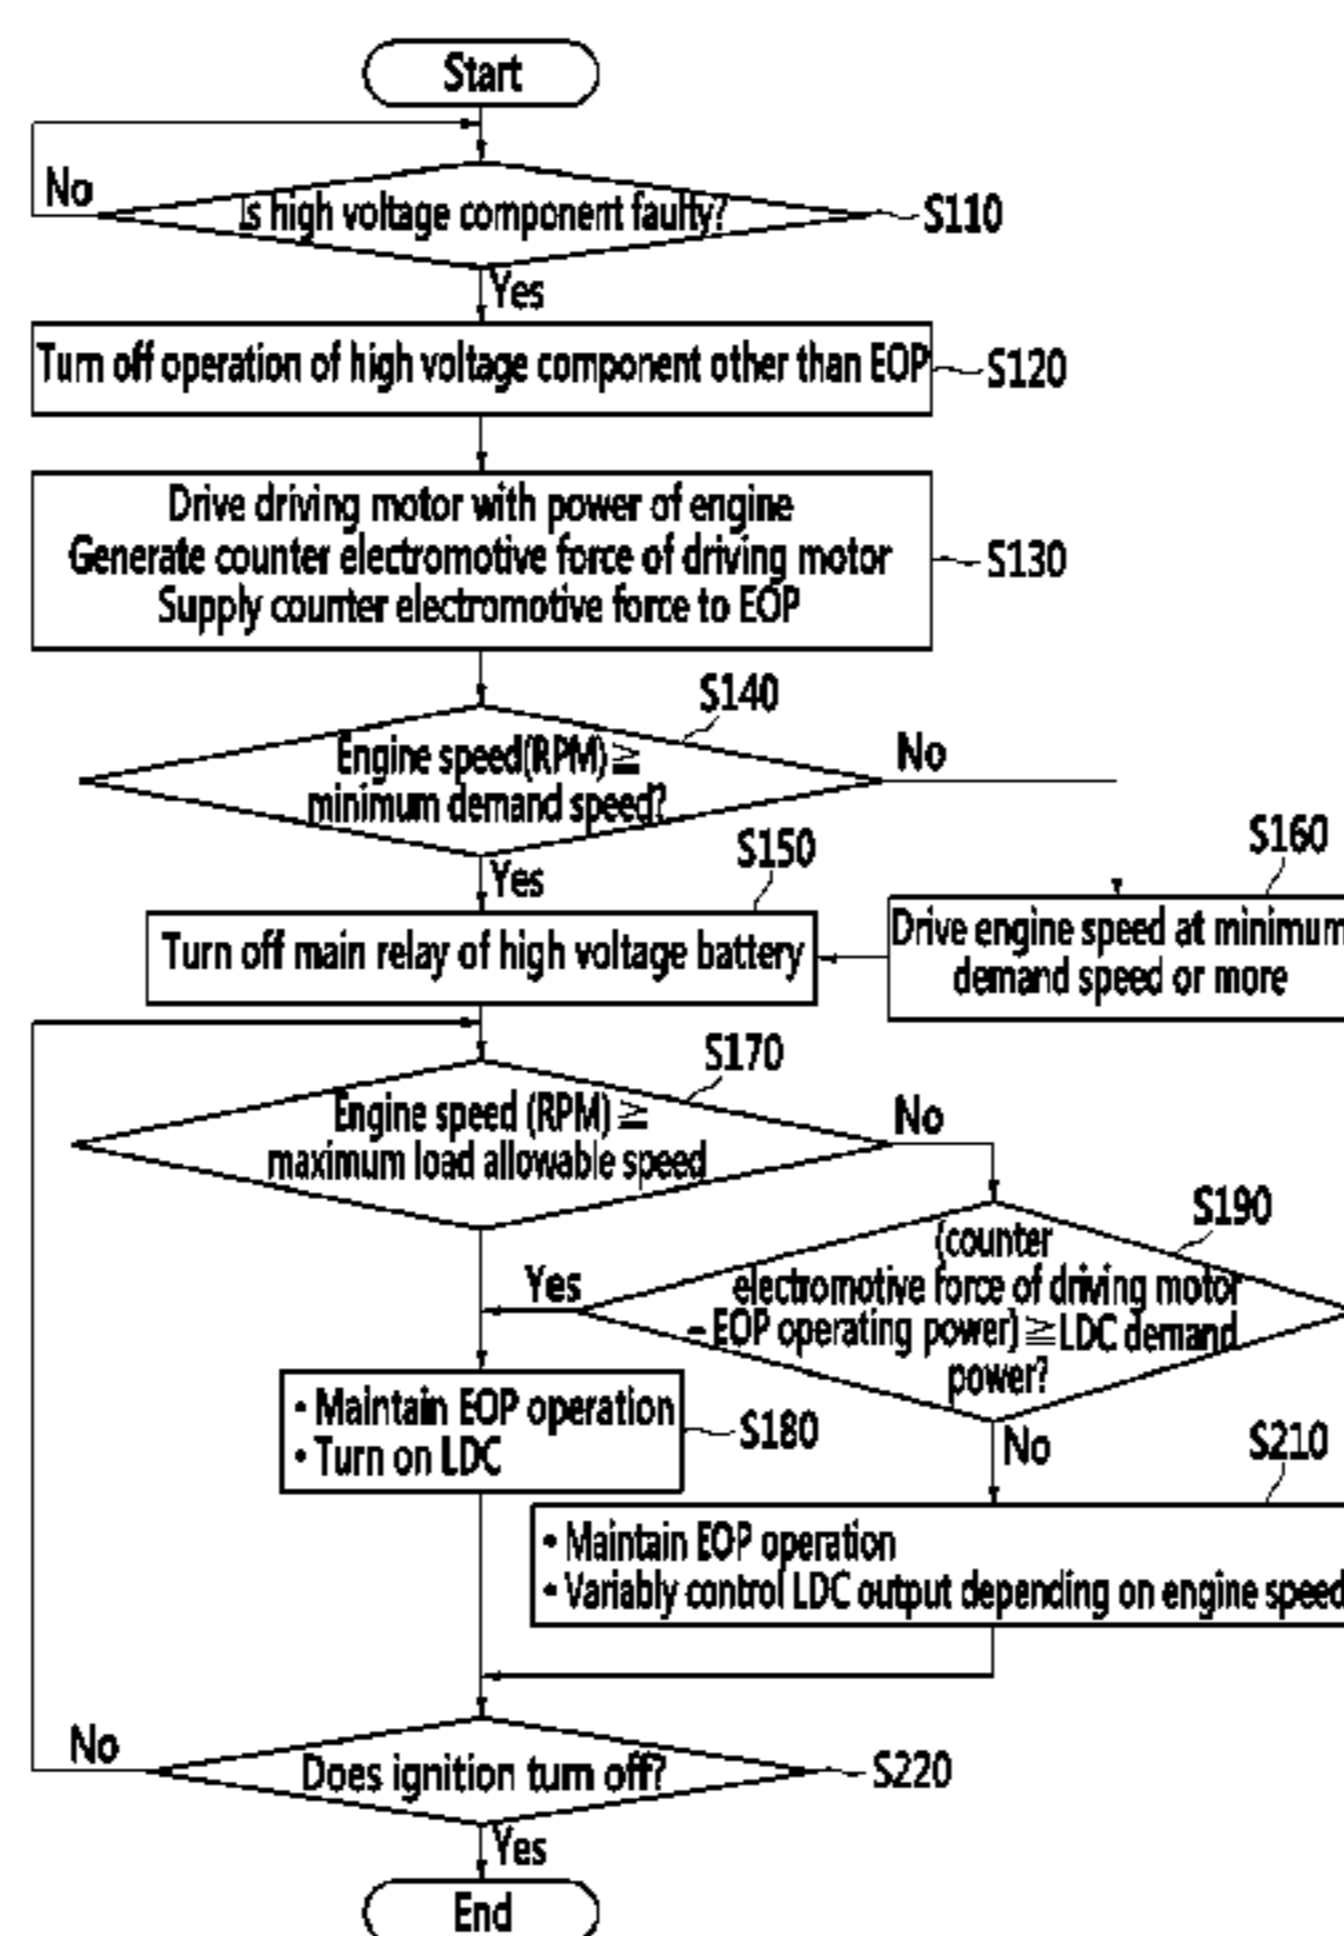 Start
No
Is high voltage component faulty?
S110
Yes
Turn off operation of high voltage component other than EOP
S120
Drive driving motor with power of engine
Generate counter electromotive force of driving motor
Supply counter electromotive force to EOP
S130
S140
Engine speed(RPM) ≧
minimum demand speed?
No
Yes
S150
Turn off main relay of high voltage battery
S160
Drive engine speed at minimum
demand speed or more
S170
Engine speed (RPM) ≧
maximum load allowable speed
No
S190
(counter
electromotive force of driving motor
– EOP operating power) ≧ LDC demand
power?
Yes
• Maintain EOP operation
• Turn on LDC
S180
No
S210
• Maintain EOP operation
• Variably control LDC output depending on engine speed
No
Does ignition turn off?
S220
Yes
End